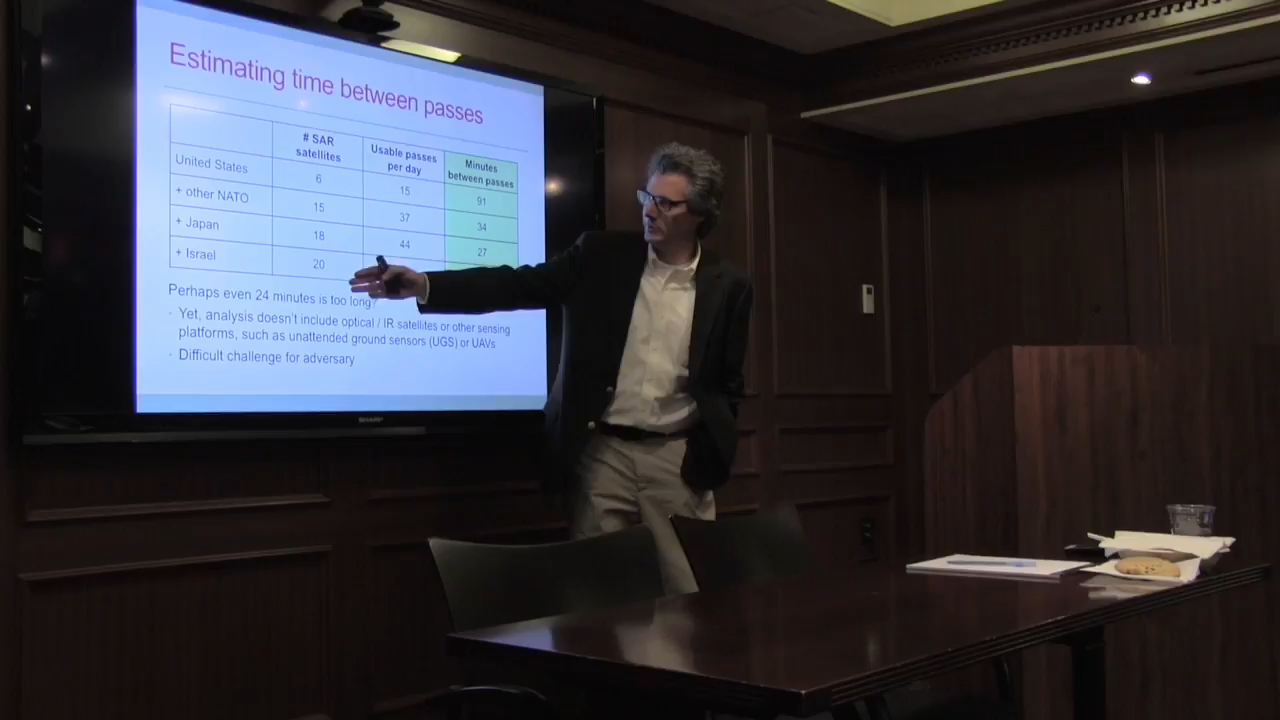 Estimating time between passes
# SAR satellites
Usable passes per day
Minutes between passes
United States 6 15 91
+ other NATO 15 37 34
+ Japan 18 44 27
+ Israel 20
Perhaps even 24 minutes is too long?
· Yet, analysis doesn't include optical / IR satellites or other sensing
platforms, such as unattended ground sensors (UGS) or UAVs
· Difficult challenge for adversary
SHARP